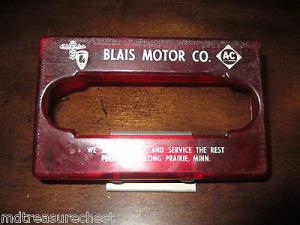 BLAIS MOTOR CO.
AC
WE S AND SERVICE THE REST
LONG PRAIRIE, MINN.
© mdtreasurechest